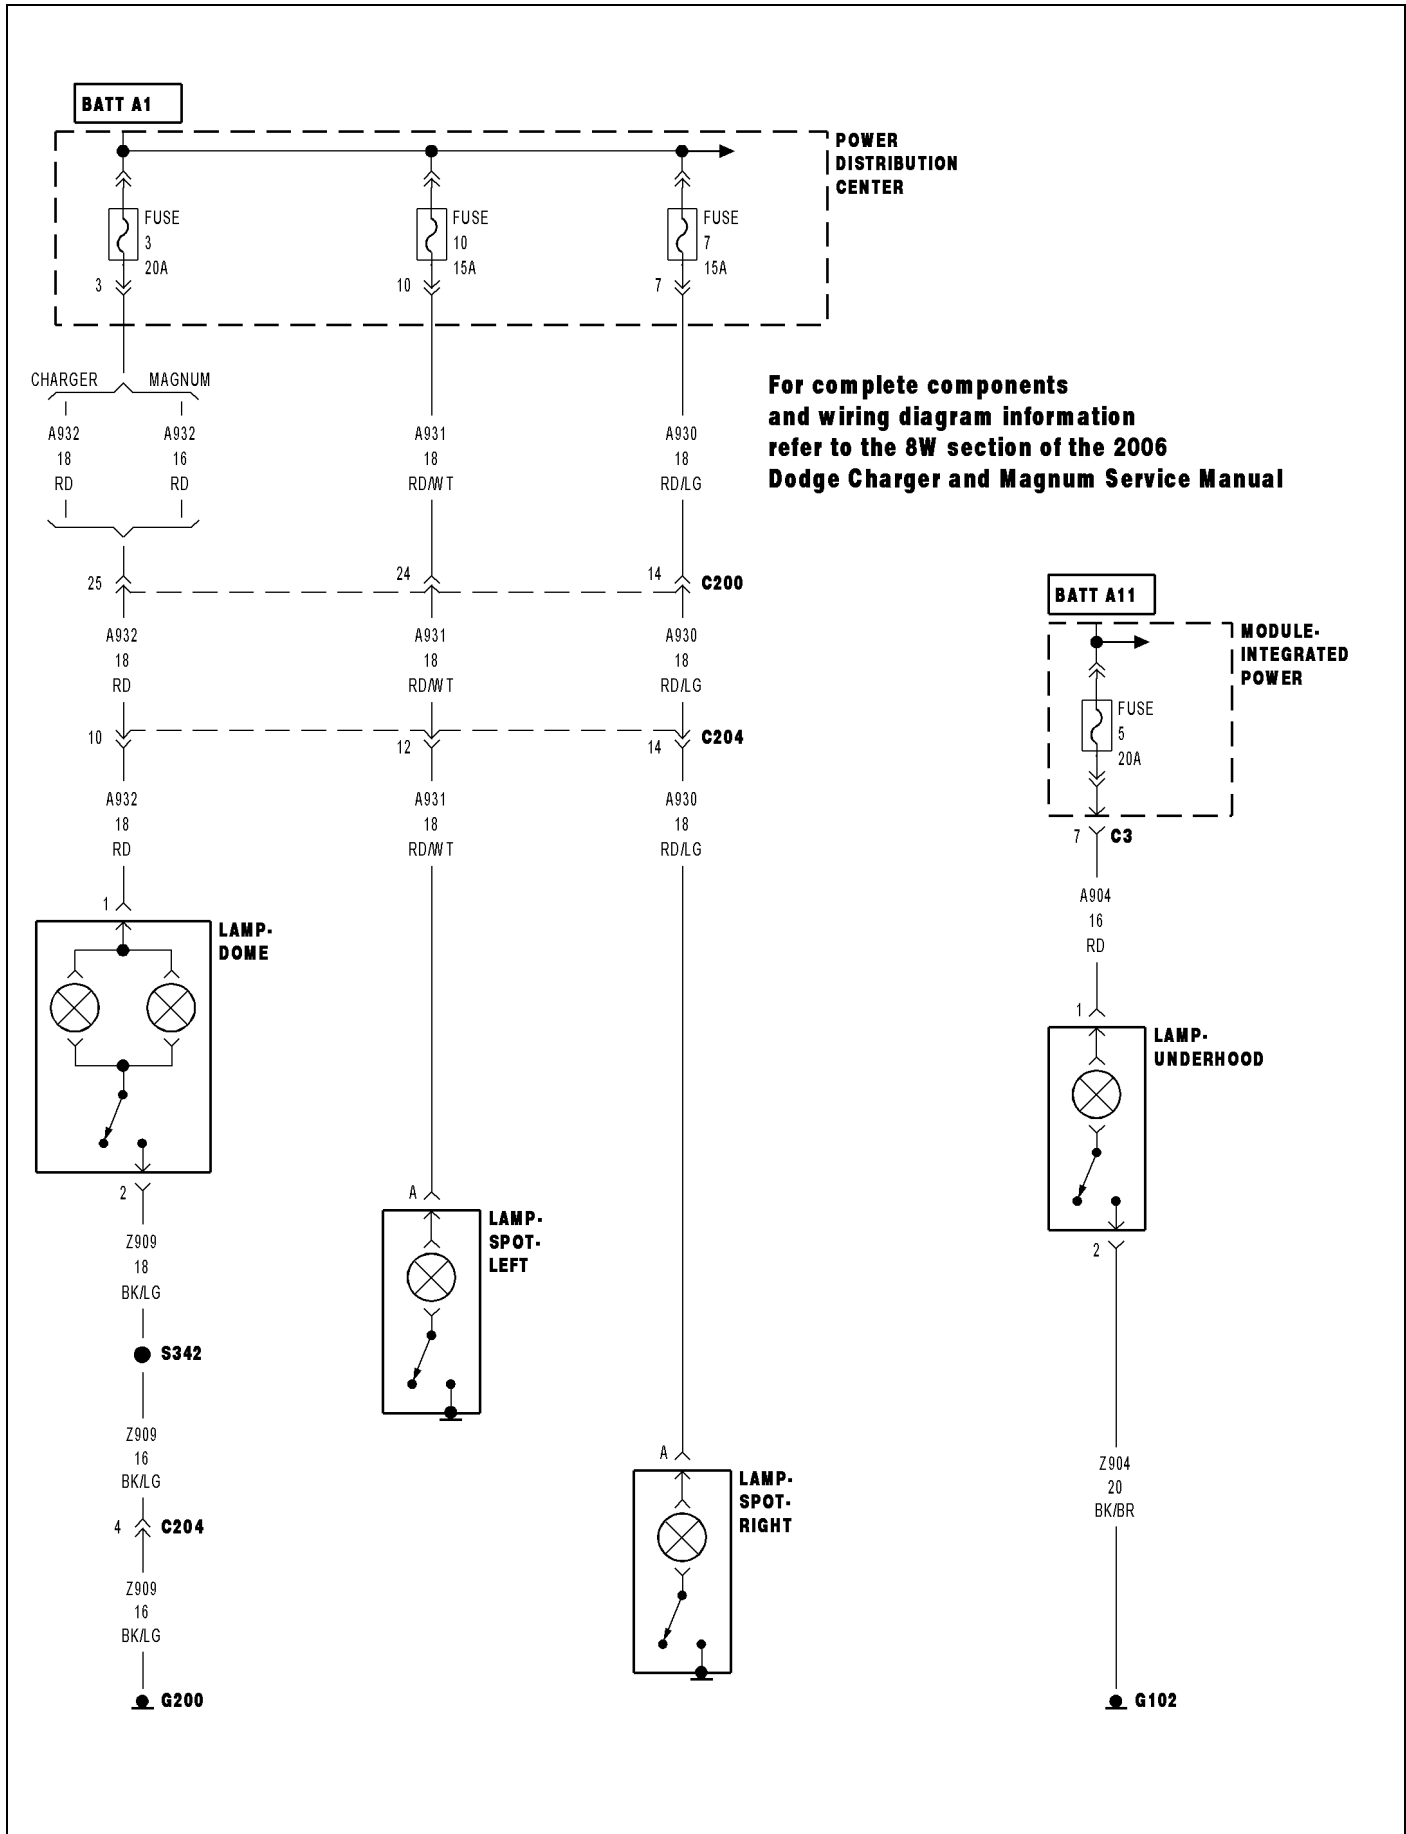 BATT A1
POWER
DISTRIBUTION
CENTER
FUSE
3
20A
3
FUSE
10
15A
10
FUSE
7
15A
7
CHARGER
MAGNUM
A932
18
RD
A932
16
RD
A931
18
RD/WT
A930
18
RD/LG
For complete components
and wiring diagram information
refer to the 8W section of the 2006
Dodge Charger and Magnum Service Manual
25
24
14
C200
A932
18
RD
A931
18
RD/WT
A930
18
RD/LG
10
12
14
C204
A932
18
RD
A931
18
RD/WT
A930
18
RD/LG
1
LAMP-
DOME
2
Z909
18
BK/LG
S342
Z909
16
BK/LG
4
C204
Z909
16
BK/LG
G200
A
LAMP-
SPOT-
LEFT
A
LAMP-
SPOT-
RIGHT
BATT A11
MODULE-
INTEGRATED
POWER
FUSE
5
20A
7
C3
A904
16
RD
1
LAMP-
UNDERHOOD
2
Z904
20
BK/BR
G102